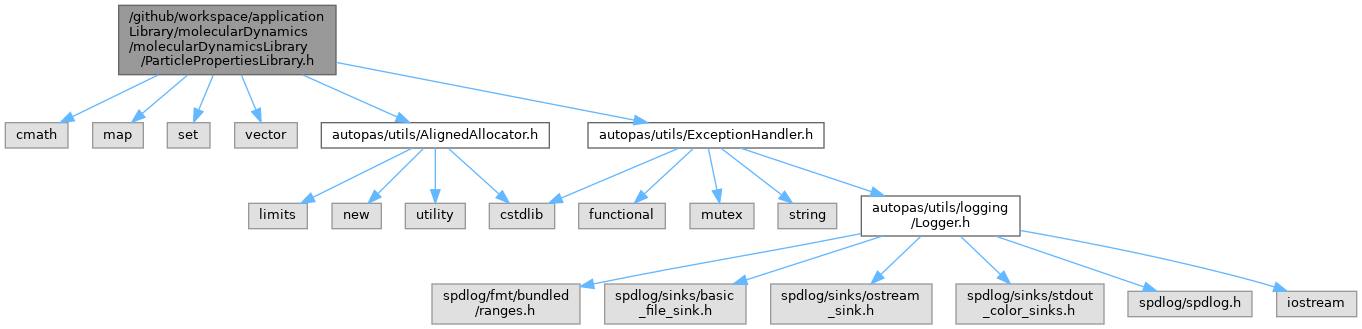 /github/workspace/application
Library/molecularDynamics
/molecularDynamicsLibrary
/ParticlePropertiesLibrary.h
cmath
map
set
vector
autopas/utils/AlignedAllocator.h
autopas/utils/ExceptionHandler.h
limits
new
utility
cstdlib
functional
mutex
string
autopas/utils/logging
/Logger.h
spdlog/fmt/bundled
/ranges.h
spdlog/sinks/basic
_file_sink.h
spdlog/sinks/ostream
_sink.h
spdlog/sinks/stdout
_color_sinks.h
spdlog/spdlog.h
iostream